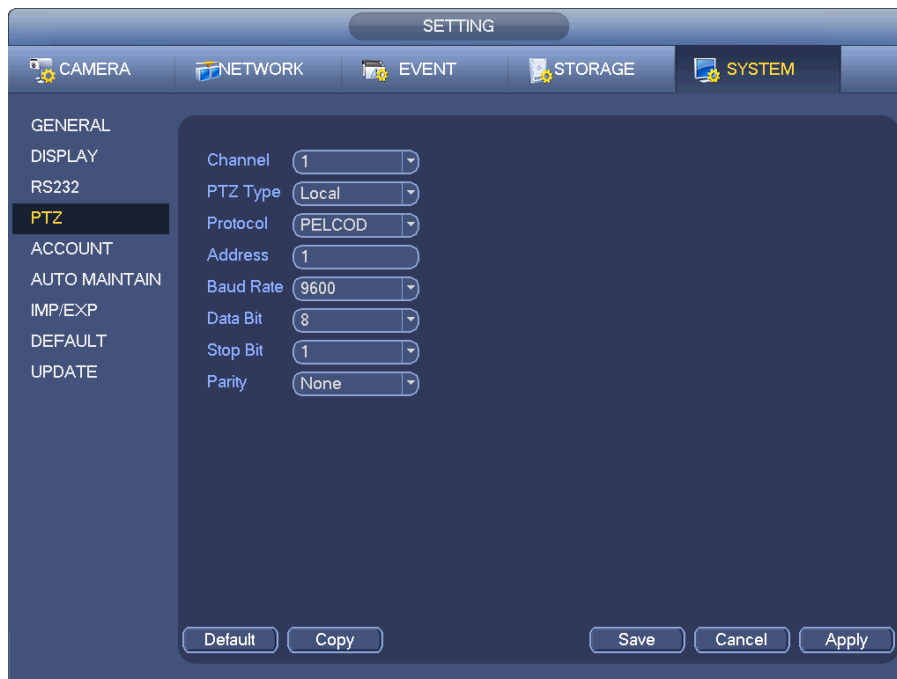 SETTING
CAMERA NETWORK EVENT STORAGE SYSTEM
GENERAL
DISPLAY
RS232
PTZ
ACCOUNT
AUTO MAINTAIN
IMP/EXP
DEFAULT
UPDATE
Channel 1
PTZ Type Local
Protocol PELCOD
Address 1
Baud Rate 9600
Data Bit 8
Stop Bit 1
Parity None
Default Copy Save Cancel Apply